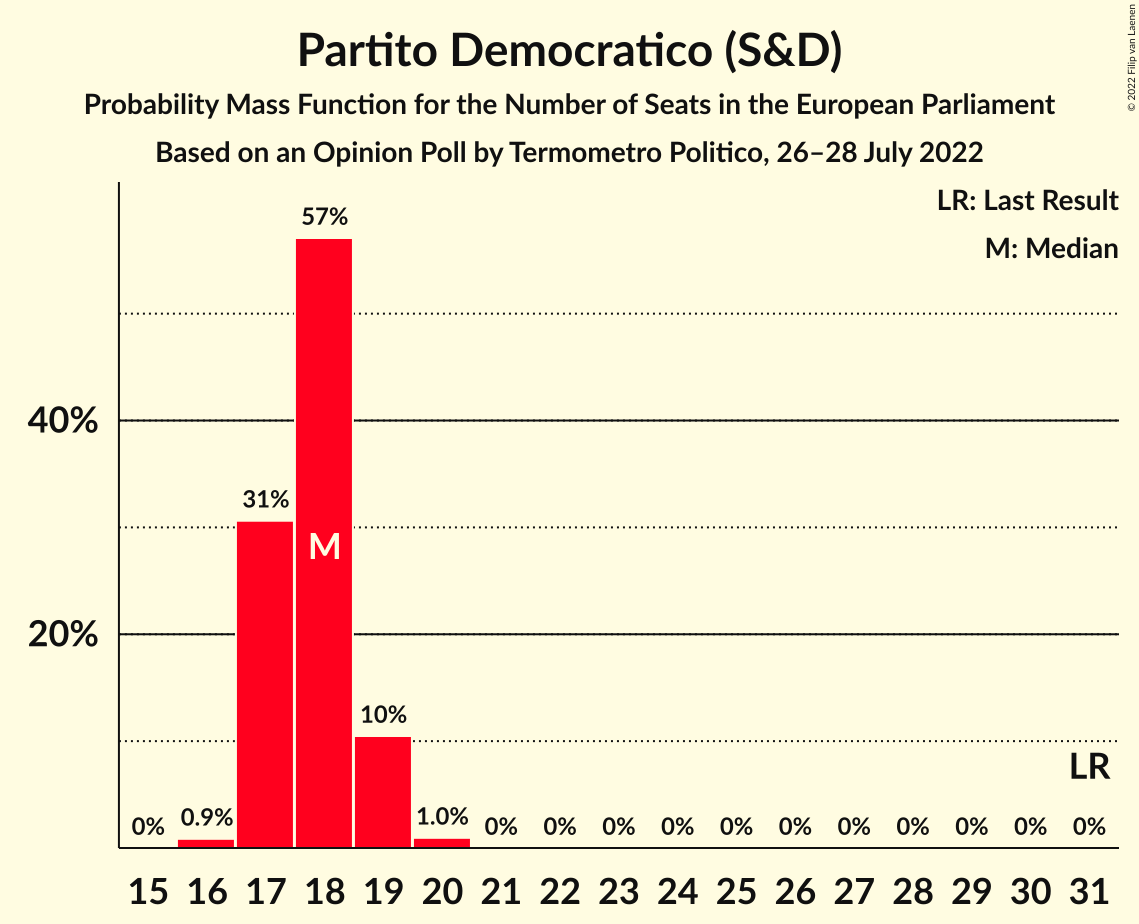 Partito Democratico (S&D)
Probability Mass Function for the Number of Seats in the European Parliament
Based on an Opinion Poll by Termometro Politico, 26–28 July 2022
© 2022 Filip van Laenen
LR: Last Result
M: Median
57%
40%
31%
M
20%
10%
LR
0% 0.9% 1.0% 0% 0% 0% 0% 0% 0% 0% 0% 0% 0% 0%
15 16 17 18 19 20 21 22 23 24 25 26 27 28 29 30 31